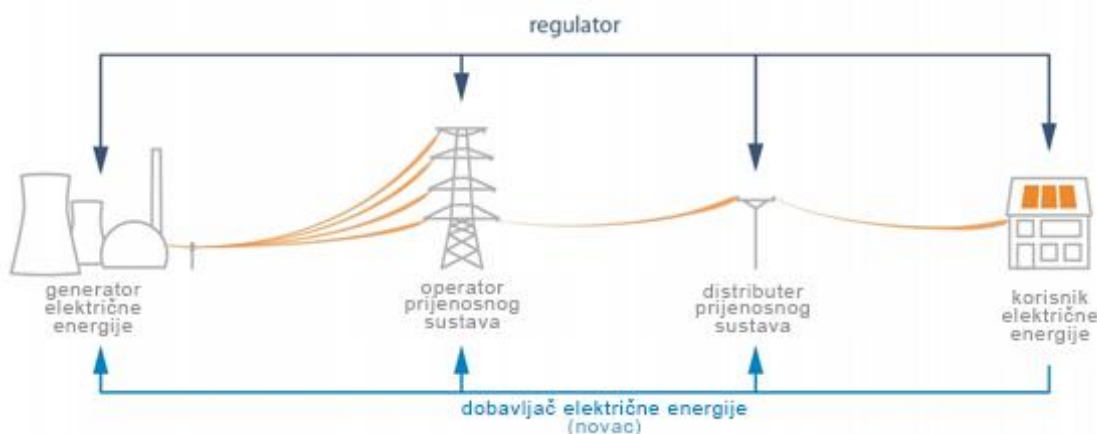 regulator
generator
električne
energije
operator
prijenosnog
sustava
distributer
prijenosnog
sustava
korisnik
električne
energije
dobavljač električne energije
(novac)